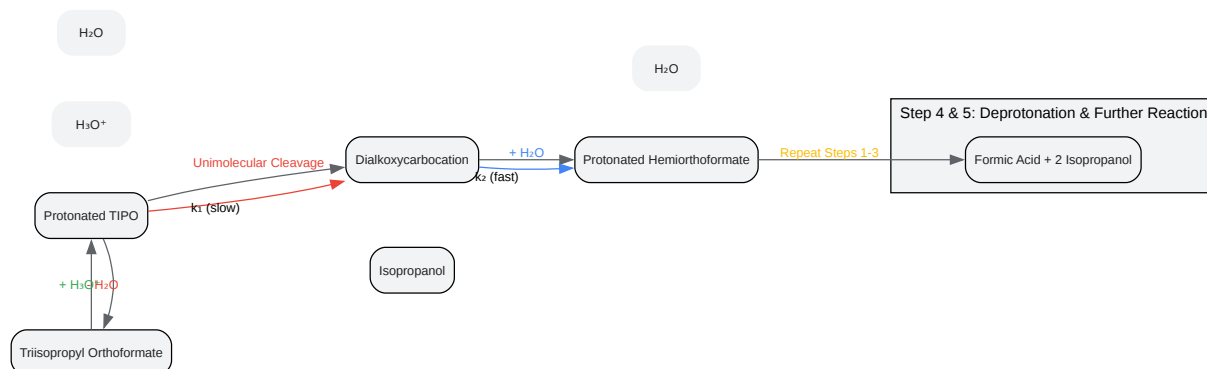 H₂O
H₂O
H₃O⁺
Step 4 & 5: Deprotonation & Further Reaction
Unimolecular Cleavage
Dialkoxycarbocation
+ H₂O
Protonated Hemiorthoformate
Repeat Steps 1-3
Formic Acid + 2 Isopropanol
k₂ (fast)
k₁ (slow)
Protonated TIPO
Isopropanol
+ H₃O⁺
- H₂O
Triisopropyl Orthoformate